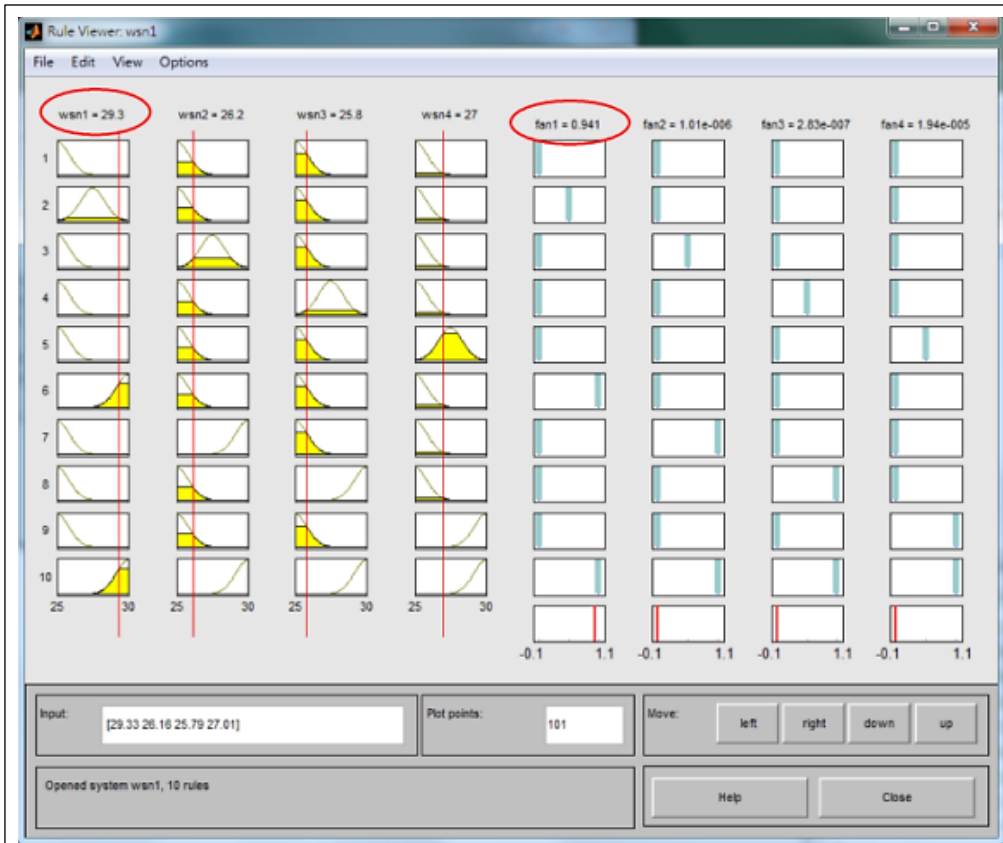 Rule Viewer: wsn1
File Edit View Options
wsn1 = 29.3 wsn2 = 26.2 wsn3 = 25.8 wsn4 = 27 fan1 = 0.941 fan2 = 1.01e-006 fan3 = 2.83e-007 fan4 = 1.94e-005
1
2
3
4
5
6
7
8
9
10
25 30 25 30 25 30 25 30
-0.1 1.1 -0.1 1.1 -0.1 1.1 -0.1 1.1
Input: [29.33 26.16 25.79 27.01] Plot points: 101 Move: left right down up
Opened system wsn1, 10 rules Help Close